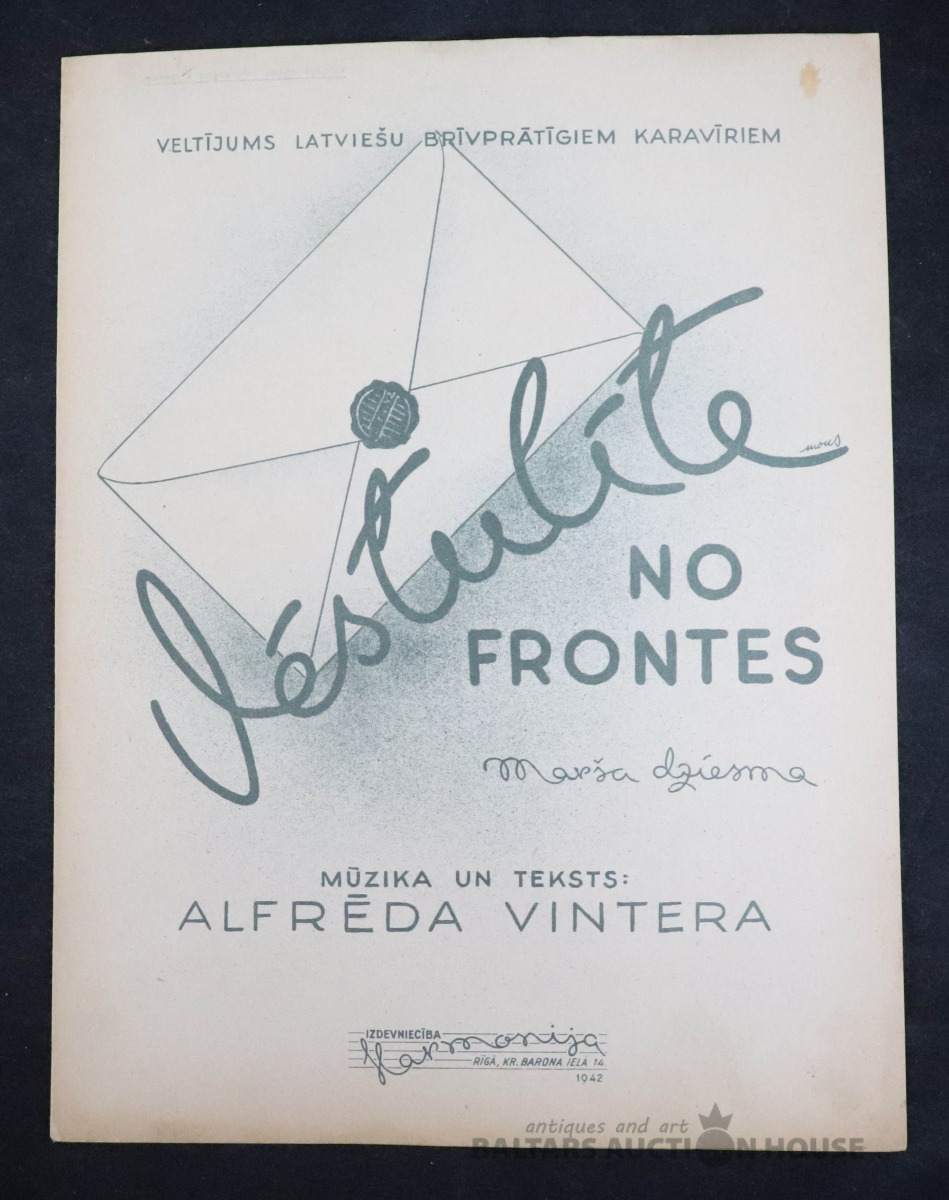 VELTĪJUMS LATVIEŠU BRĪVPRĀTĪGIEM KARAVĪRIEM
Vēstulīte
NO
FRONTES
Marša dziesma
MŪZIKA UN TEKSTS:
ALFRĒDA VINTERA
IZDEVNIECĪBA
Harmonija
RĪGĀ, KR. BARONA IELĀ 14
1942
antiques and art
BALTARS AUCTION HOUSE